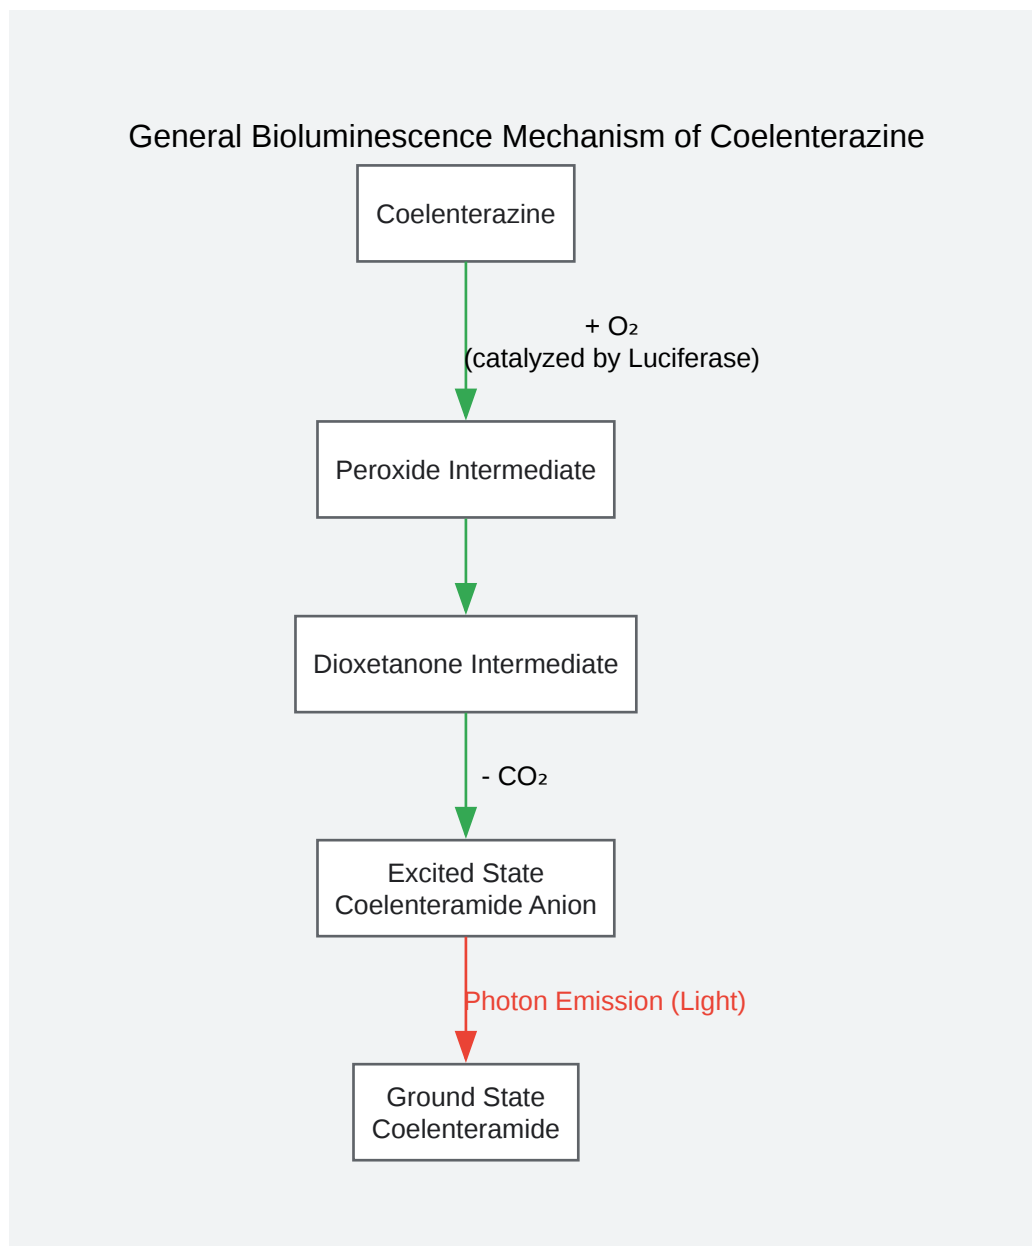 General Bioluminescence Mechanism of Coelenterazine
Coelenterazine
+ O₂
(catalyzed by Luciferase)
Peroxide Intermediate
Dioxetanone Intermediate
- CO₂
Excited State
Coelenteramide Anion
Photon Emission (Light)
Ground State
Coelenteramide